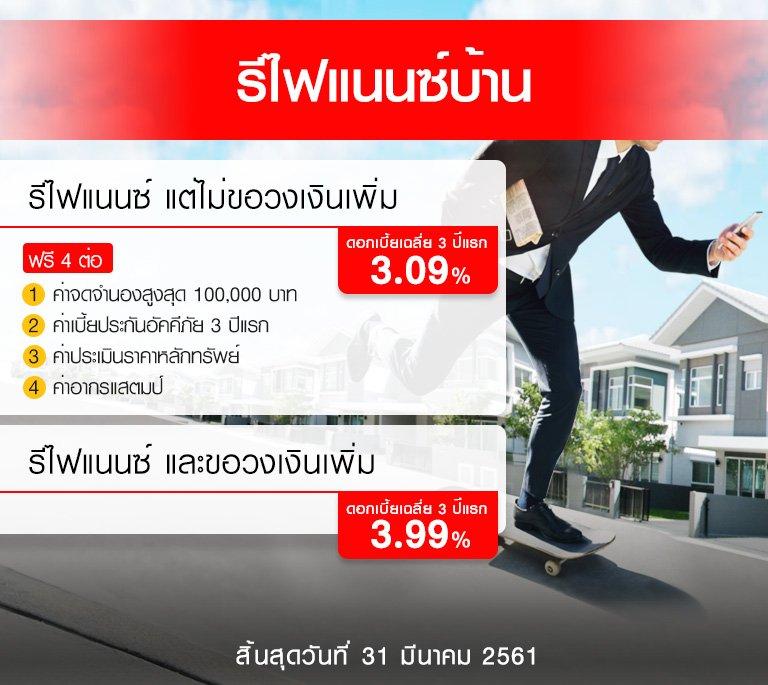 รีไฟแนนซ์บ้าน
รีไฟแนนซ์ แต่ไม่ขอวงเงินเพิ่ม
ดอกเบี้ยเฉลี่ย 3 ปีแรก
3.09%
ฟรี 4 ต่อ
1 ค่าจดจำนองสูงสุด 100,000 บาท
2 ค่าเบี้ยประกันอัคคีภัย 3 ปีแรก
3 ค่าประเมินราคาหลักทรัพย์
4 ค่าอากรแสตมป์
รีไฟแนนซ์ และขอวงเงินเพิ่ม
ดอกเบี้ยเฉลี่ย 3 ปีแรก
3.99%
สิ้นสุดวันที่ 31 มีนาคม 2561